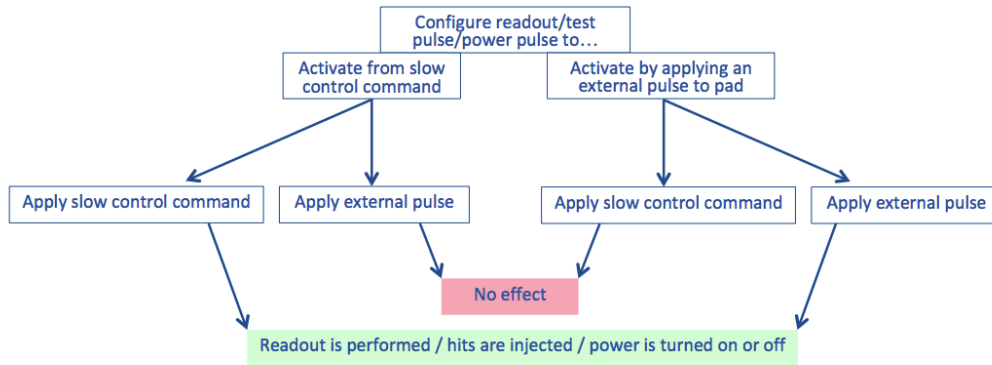 Configure readout/test
pulse/power pulse to...
Activate from slow
control command
Activate by applying an
external pulse to pad
Apply slow control command
Apply external pulse
Apply slow control command
Apply external pulse
No effect
Readout is performed / hits are injected / power is turned on or off